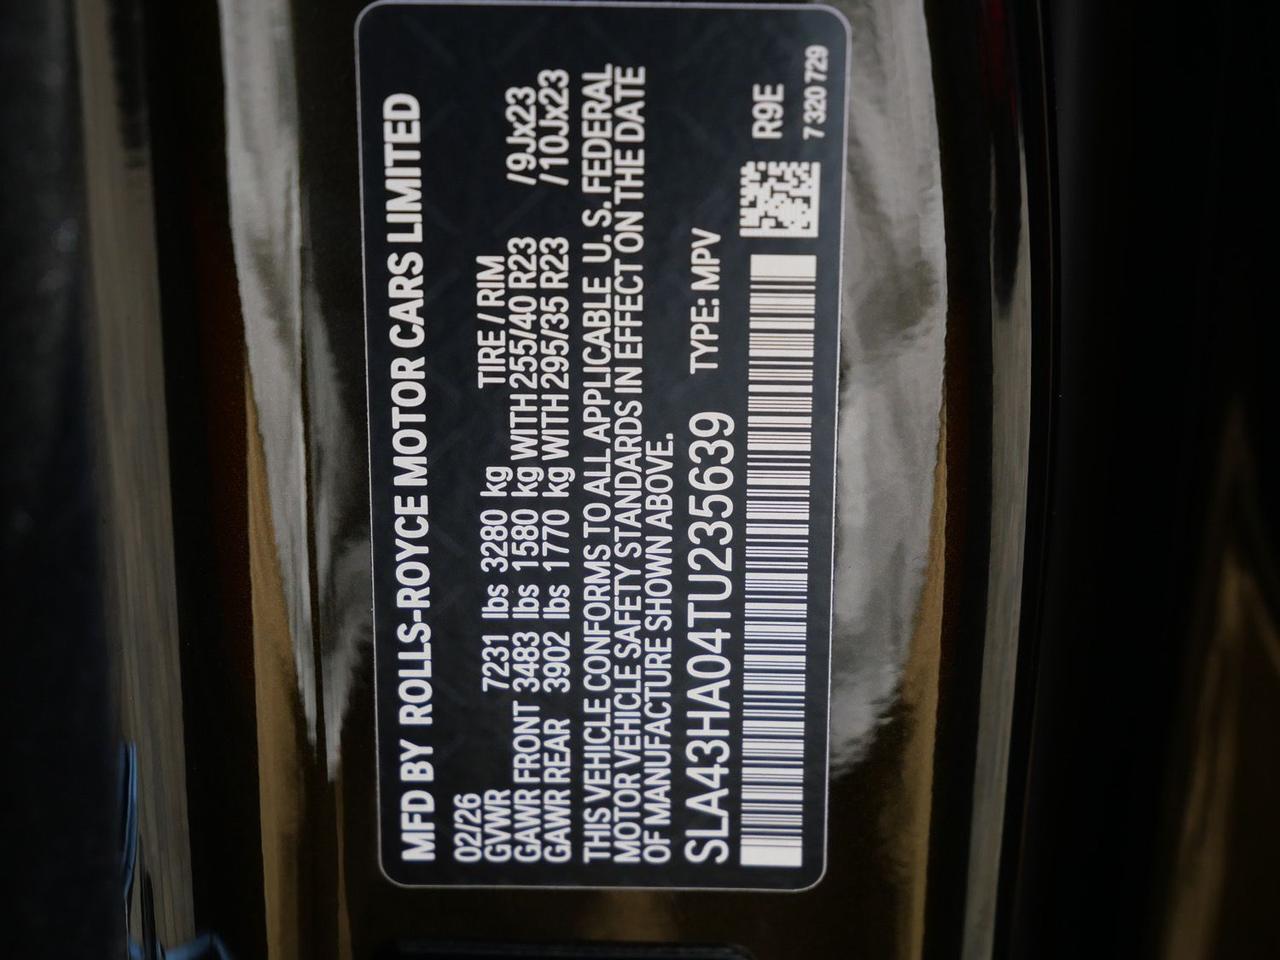 MFD BY ROLLS-ROYCE MOTOR CARS LIMITED
02/26
GVWR 7231 lbs 3280 kg TIRE / RIM
GAWR FRONT 3483 lbs 1580 kg WITH 255/40 R23 /9Jx23
GAWR REAR 3902 lbs 1770 kg WITH 295/35 R23 /10Jx23
THIS VEHICLE CONFORMS TO ALL APPLICABLE U. S. FEDERAL
MOTOR VEHICLE SAFETY STANDARDS IN EFFECT ON THE DATE
OF MANUFACTURE SHOWN ABOVE.
SLA43HA04TU235639 TYPE: MPV
R9E
7 320 729